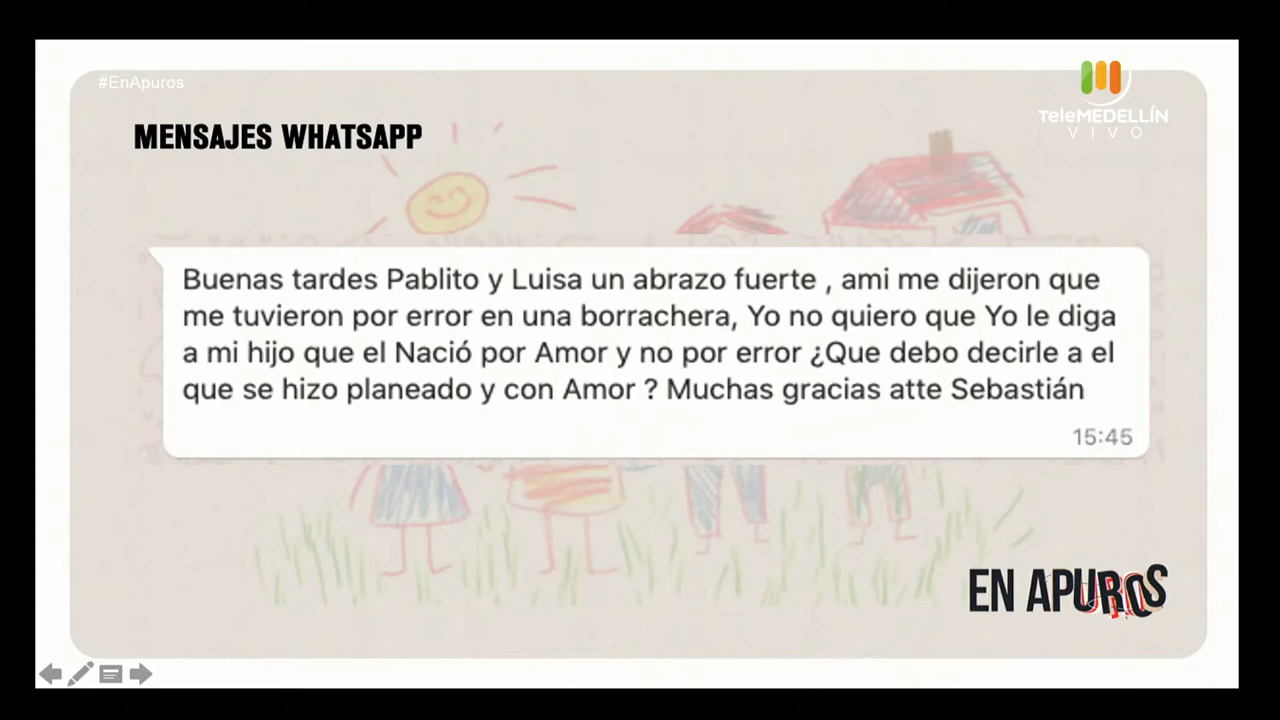 #EnApuros
TeleMEDELLÍN
VIVO
MENSAJES WHATSAPP
Buenas tardes Pablito y Luisa un abrazo fuerte , ami me dijeron que
me tuvieron por error en una borrachera, Yo no quiero que Yo le diga
a mi hijo que el Nació por Amor y no por error ¿Que debo decirle a el
que se hizo planeado y con Amor ? Muchas gracias atte Sebastián
15:45
EN APUROS